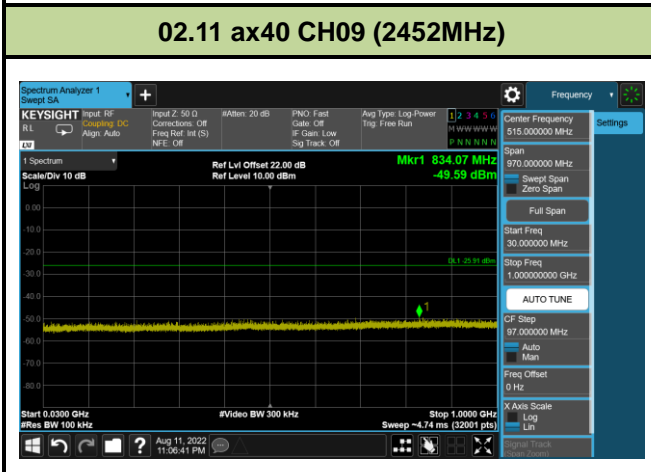 02.11 ax40 CH09 (2452MHz)
Spectrum Analyzer 1
Swept SA
+
Frequency
KEYSIGHT
RL
LXI
Input: RF
Coupling: DC
Align: Auto
Input Z: 50 Ω
Corrections: Off
Freq Ref: Int (S)
NFE: Off
#Atten: 20 dB
PNO: Fast
Gate: Off
IF Gain: Low
Sig Track: Off
Avg Type: Log-Power
Trig: Free Run
1 2 3 4 5 6
M W W W W W
P N N N N N
1 Spectrum
Scale/Div 10 dB
Ref Lvl Offset 22.00 dB
Ref Level 10.00 dBm
Mkr1 834.07 MHz
-49.59 dBm
Log
0.00
-10.0
-20.0
DL1 -25.91 dBm
-30.0
-40.0
1
-50.0
-60.0
-70.0
-80.0
Start 0.0300 GHz
#Res BW 100 kHz
#Video BW 300 kHz
Stop 1.0000 GHz
Sweep ~4.74 ms (32001 pts)
Center Frequency
515.000000 MHz
Settings
Span
970.000000 MHz
Swept Span
Zero Span
Full Span
Start Freq
30.000000 MHz
Stop Freq
1.000000000 GHz
AUTO TUNE
CF Step
97.000000 MHz
Auto
Man
Freq Offset
0 Hz
X Axis Scale
Log
Lin
Signal Track
(Span Zoom)
?
Aug 11, 2022
11:06:41 PM